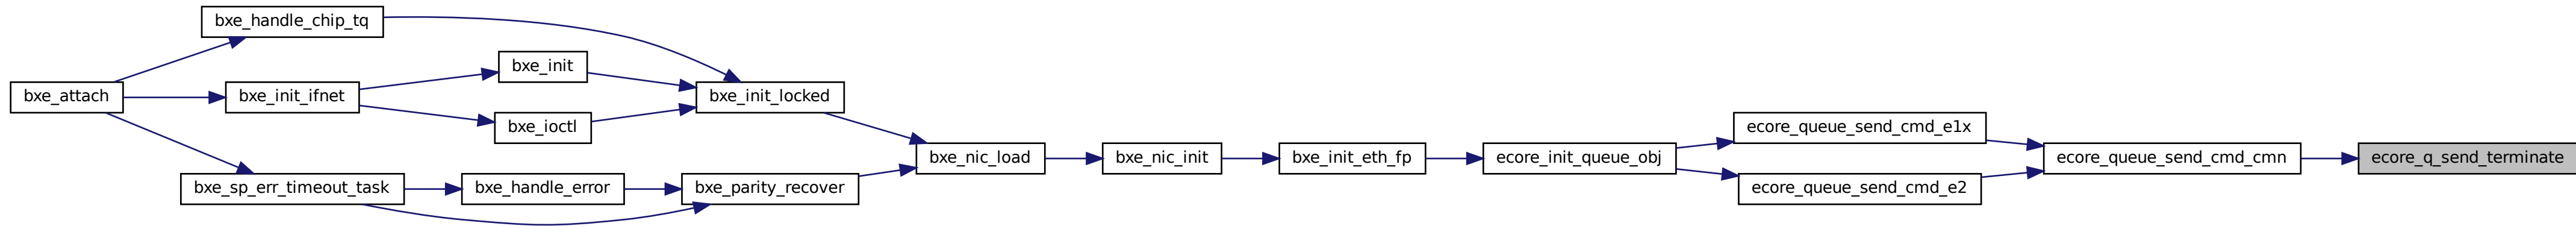 bxe_handle_chip_tq
bxe_init
bxe_attach
bxe_init_ifnet
bxe_init_locked
bxe_ioctl
ecore_queue_send_cmd_e1x
bxe_nic_load
bxe_nic_init
bxe_init_eth_fp
ecore_init_queue_obj
ecore_queue_send_cmd_cmn
ecore_q_send_terminate
bxe_sp_err_timeout_task
bxe_handle_error
bxe_parity_recover
ecore_queue_send_cmd_e2